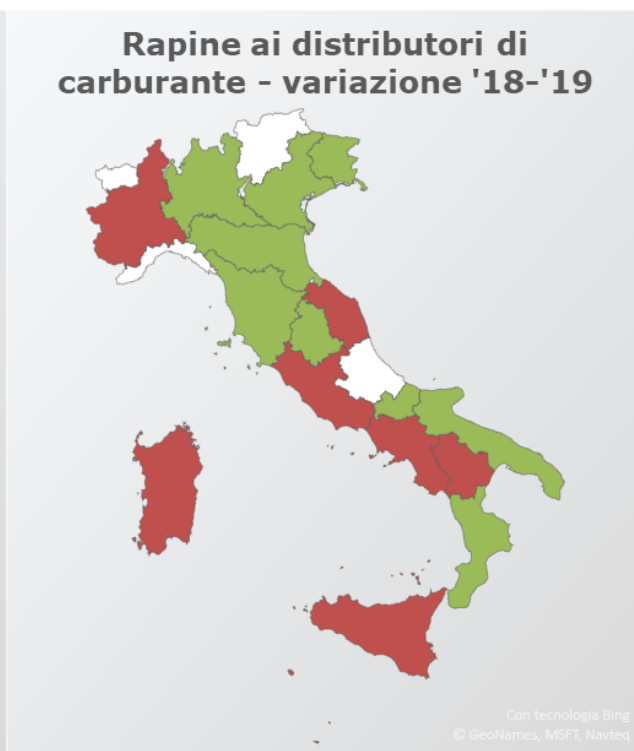 Rapine ai distributori di
carburante - variazione '18-'19
Con tecnologia Bing
© GeoNames, MSFT, Navteq